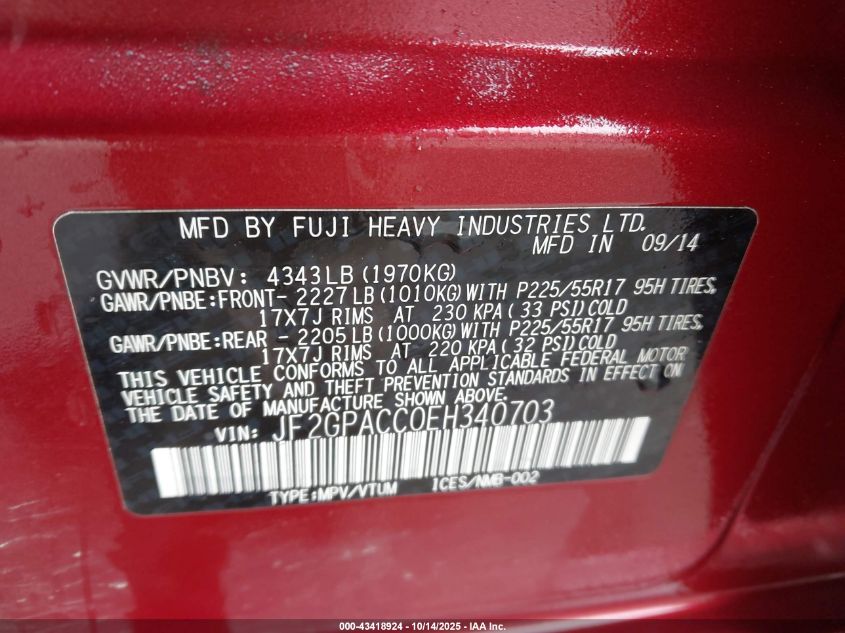 MFD BY FUJI HEAVY INDUSTRIES LTD.
MFD IN 09/14
GVWR/PNBV: 4343LB (1970KG)
GAWR/PNBE:FRONT- 2227LB (1010KG) WITH P225/55R17 95H TIRES,
17X7J RIMS AT 230 KPA ( 33 PSI) COLD
GAWR/PNBE:REAR - 2205LB (1000KG) WITH P225/55R17 95H TIRES,
17X7J RIMS AT 220 KPA ( 32 PSI) COLD
THIS VEHICLE CONFORMS TO ALL APPLICABLE FEDERAL MOTOR
VEHICLE SAFETY AND THEFT PREVENTION STANDARDS IN EFFECT ON
THE DATE OF MANUFACTURE SHOWN ABOVE.
VIN: JF2GPACC0EH340703
TYPE:MPV/VTUM ICES/NMB-002
000-43418924 - 10/14/2025 - IAA Inc.